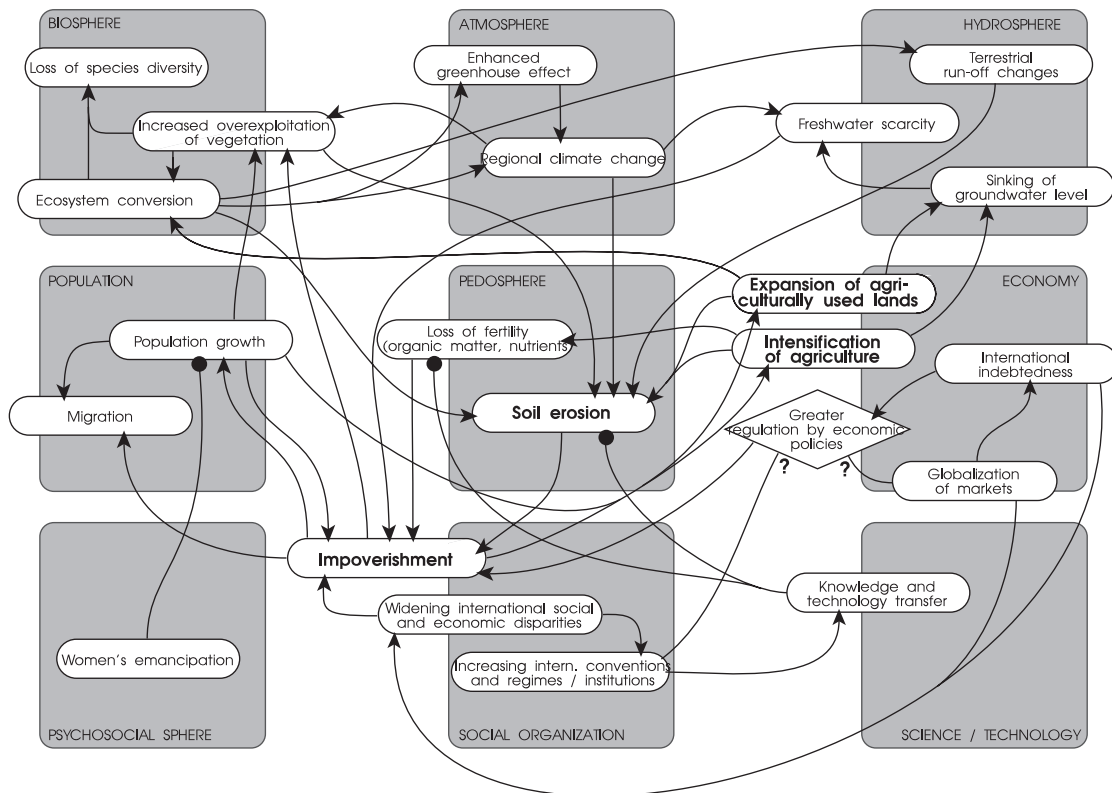 BIOSPHERE
Loss of species diversity
Increased overexploitation
of vegetation
Ecosystem conversion
ATMOSPHERE
Enhanced
greenhouse effect
Regional climate change
HYDROSPHERE
Terrestrial
run-off changes
Freshwater scarcity
Sinking of
groundwater level
POPULATION
Population growth
Migration
PEDOSPHERE
Loss of fertility
(organic matter, nutrients)
Soil erosion
Expansion of agri-
culturally used lands
ECONOMY
Intensification
of agriculture
International
indebtedness
Greater
regulation by economic
policies
?
?
Globalization
of markets
Impoverishment
Widening international social
and economic disparities
Increasing intern. conventions
and regimes / institutions
Knowledge and
technology transfer
Women's emancipation
PSYCHOSOCIAL SPHERE
SOCIAL ORGANIZATION
SCIENCE / TECHNOLOGY